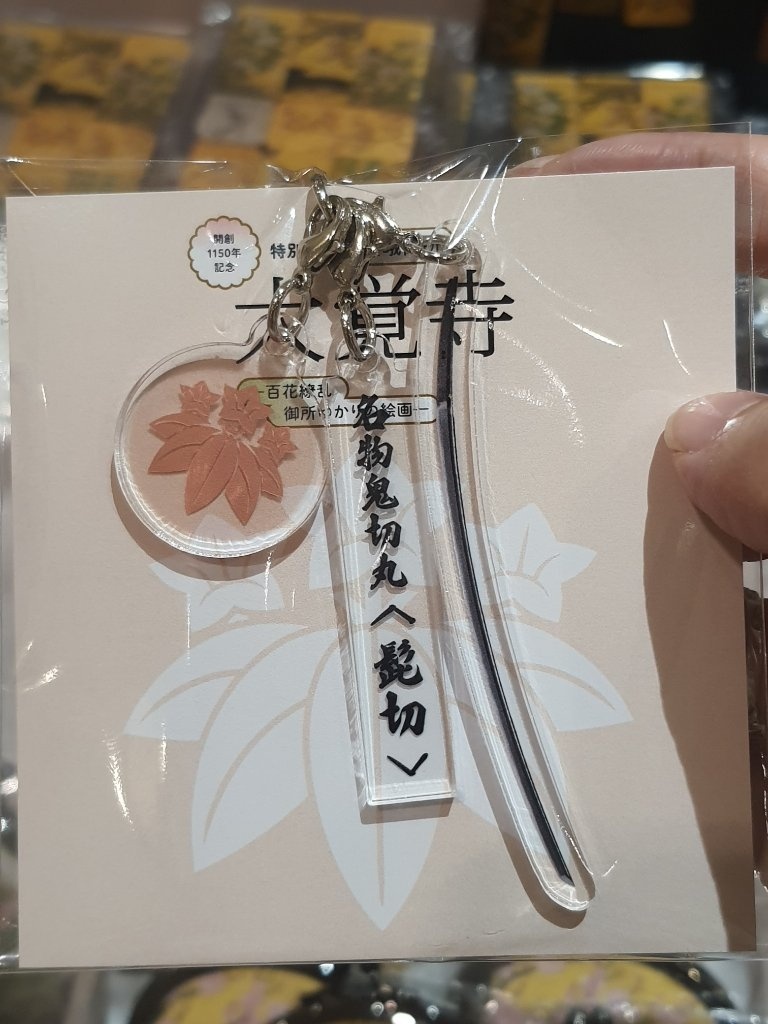 開創
1150年
記念
特別
大覚寺
百花繚乱
御所ゆかりの絵画
名物鬼切丸〈髭切〉